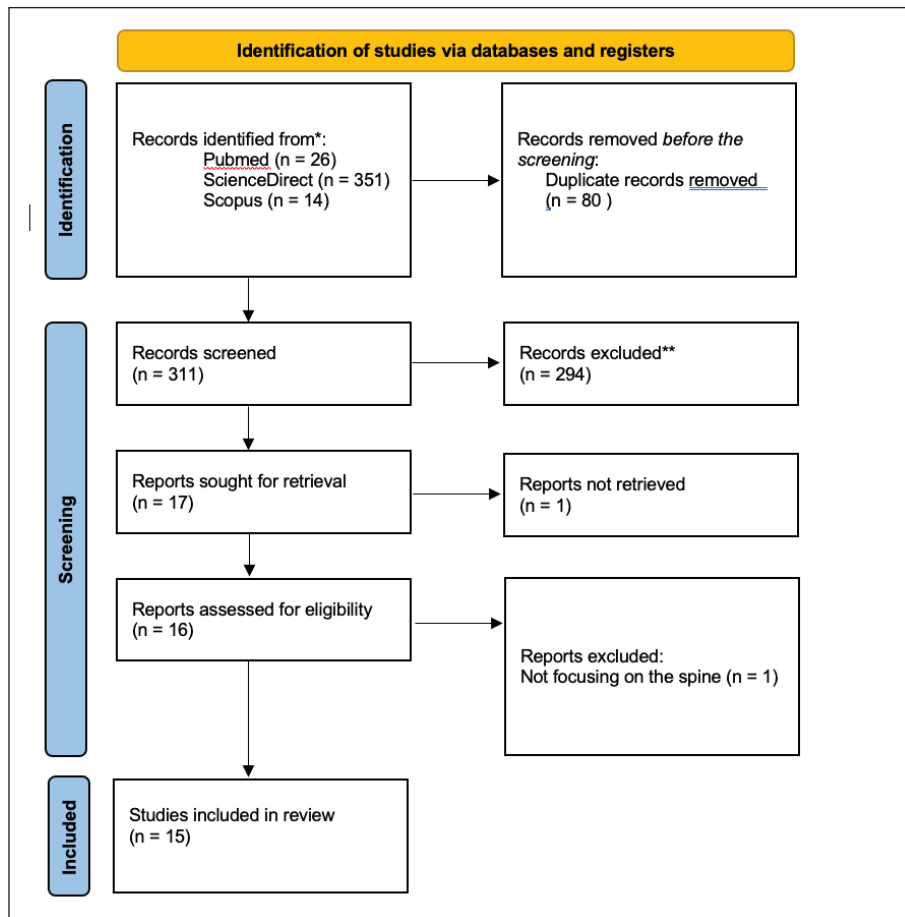 Identification of studies via databases and registers
Identification
Records identified from*:
Pubmed (n = 26)
ScienceDirect (n = 351)
Scopus (n = 14)
Records removed before the
screening:
Duplicate records removed
(n = 80 )
Screening
Records screened
(n = 311)
Records excluded**
(n = 294)
Reports sought for retrieval
(n = 17)
Reports not retrieved
(n = 1)
Reports assessed for eligibility
(n = 16)
Reports excluded:
Not focusing on the spine (n = 1)
Included
Studies included in review
(n = 15)